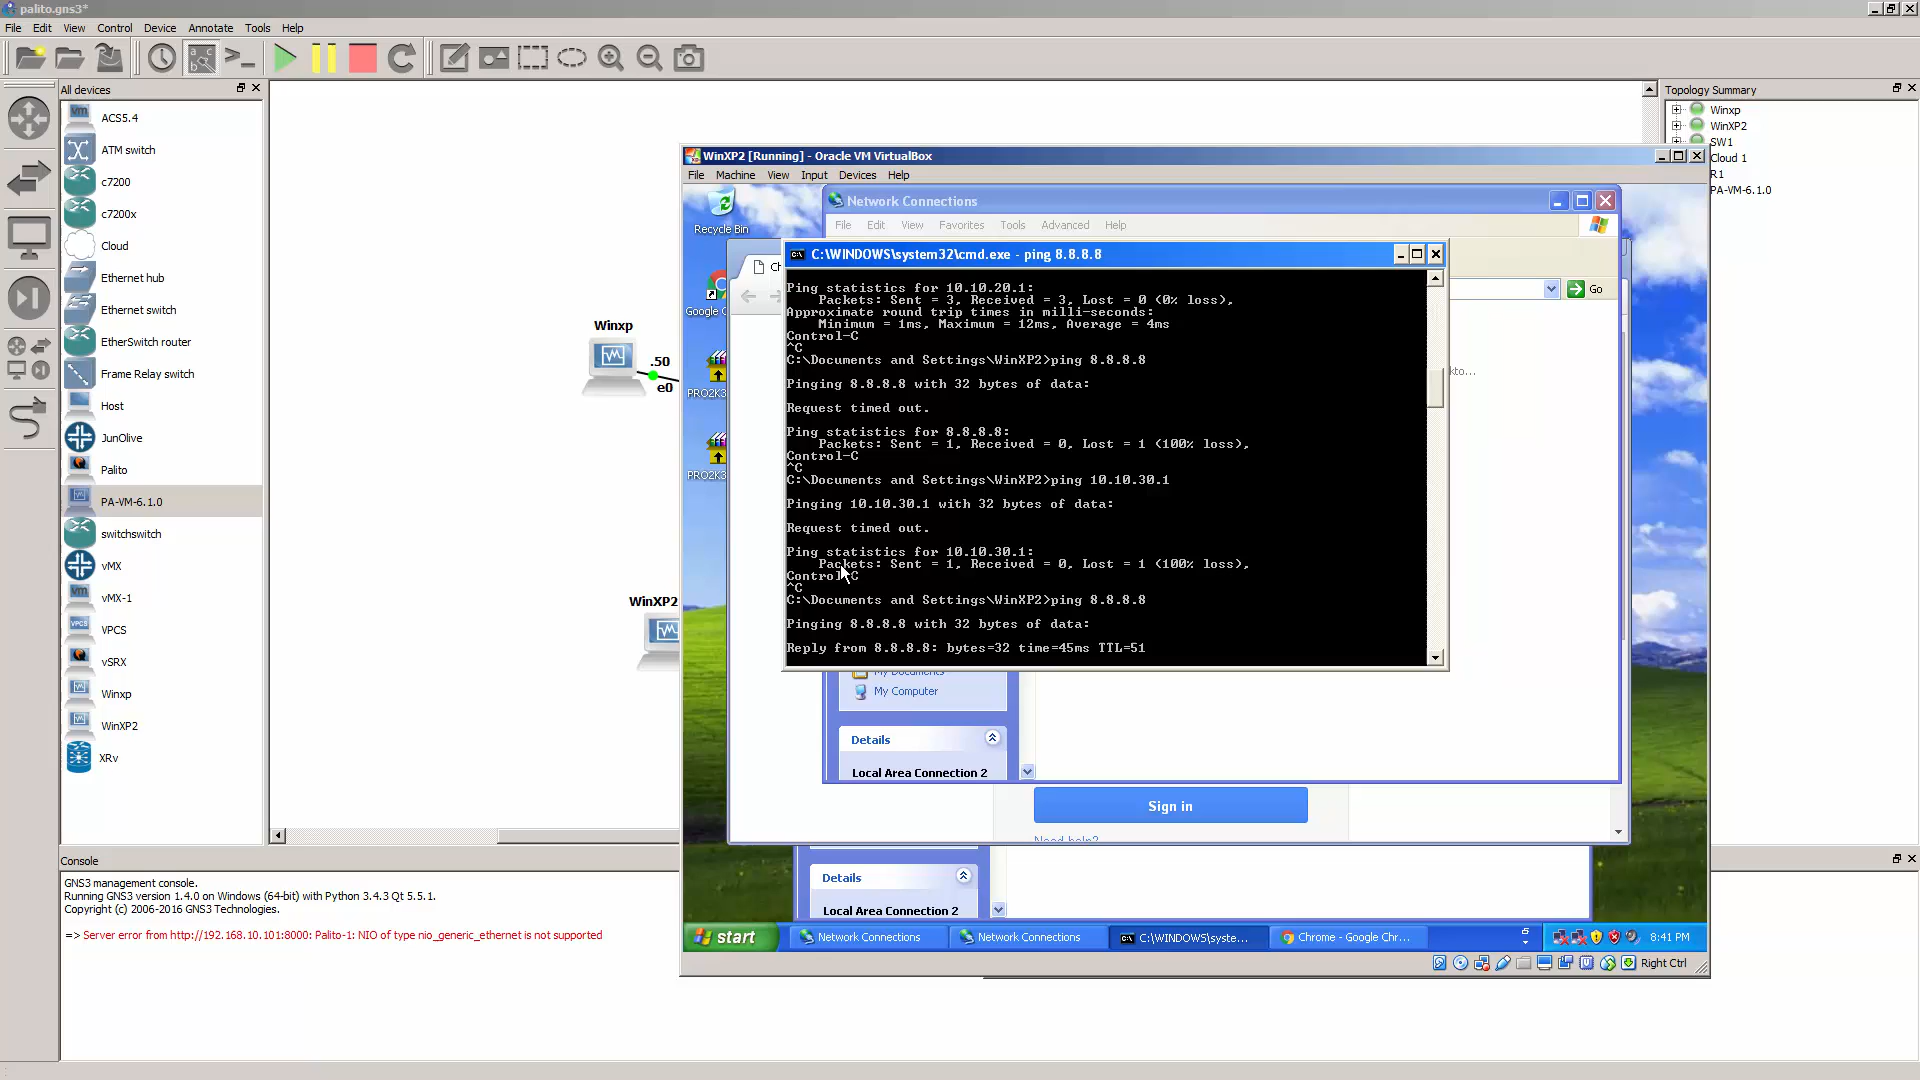 palito.gns3*
File Edit View Control Device Annotate Tools Help
All devices
ACS5.4
ATM switch
c7200
c7200x
Cloud
Ethernet hub
Ethernet switch
EtherSwitch router
Frame Relay switch
Host
JunOlive
Palito
PA-VM-6.1.0
switchswitch
vMX
vMX-1
VPCS
vSRX
Winxp
WinXP2
XRv
Winxp
.50
e0
WinXP2
Topology Summary
Winxp
WinXP2
SW1
Cloud 1
R1
PA-VM-6.1.0
WinXP2 [Running] - Oracle VM VirtualBox
File Machine View Input Devices Help
Recycle Bin
Google C
PRO2K3
PRO2K3
Network Connections
File Edit View Favorites Tools Advanced Help
Ch
Go
kto...
C:\WINDOWS\system32\cmd.exe - ping 8.8.8.8
Ping statistics for 10.10.20.1:
Packets: Sent = 3, Received = 3, Lost = 0 (0% loss),
Approximate round trip times in milli-seconds:
Minimum = 1ms, Maximum = 12ms, Average = 4ms
Control-C
^C
C:\Documents and Settings\WinXP2>ping 8.8.8.8
Pinging 8.8.8.8 with 32 bytes of data:
Request timed out.
Ping statistics for 8.8.8.8:
Packets: Sent = 1, Received = 0, Lost = 1 (100% loss),
Control-C
^C
C:\Documents and Settings\WinXP2>ping 10.10.30.1
Pinging 10.10.30.1 with 32 bytes of data:
Request timed out.
Ping statistics for 10.10.30.1:
Packets: Sent = 1, Received = 0, Lost = 1 (100% loss),
Control-C
^C
C:\Documents and Settings\WinXP2>ping 8.8.8.8
Pinging 8.8.8.8 with 32 bytes of data:
Reply from 8.8.8.8: bytes=32 time=45ms TTL=51
My Documents
My Computer
Details
Local Area Connection 2
Sign in
Need help?
Details
Local Area Connection 2
start
Network Connections
Network Connections
C:\WINDOWS\syste...
Chrome - Google Chr...
8:41 PM
Right Ctrl
Console
GNS3 management console.
Running GNS3 version 1.4.0 on Windows (64-bit) with Python 3.4.3 Qt 5.5.1.
Copyright (c) 2006-2016 GNS3 Technologies.
=> Server error from http://192.168.10.101:8000: Palito-1: NIO of type nio_generic_ethernet is not supported